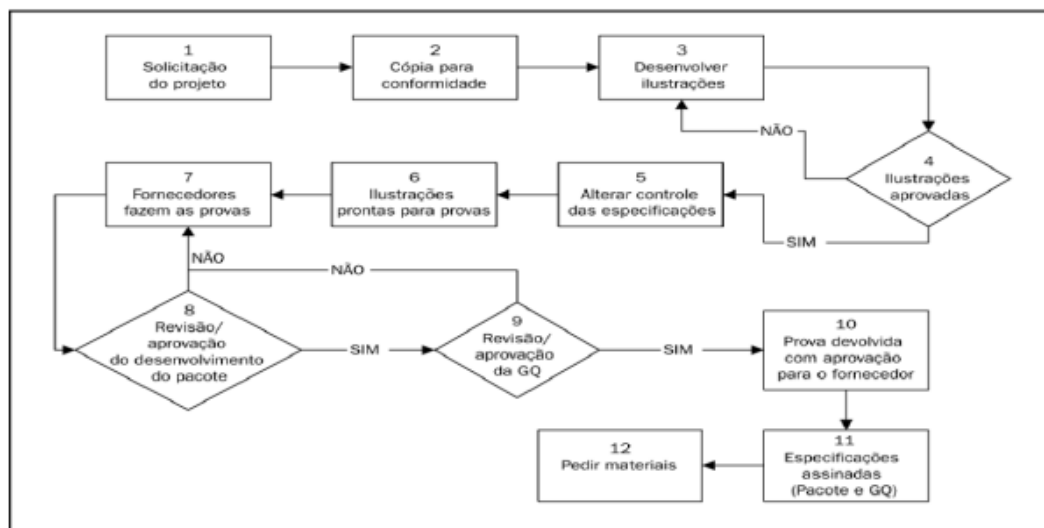 1
Solicitação
do projeto
2
Cópia para
conformidade
3
Desenvolver
ilustrações
NÃO
4
Ilustrações
aprovadas
SIM
5
Alterar controle
das especificações
6
Ilustrações
prontas para provas
7
Fornecedores
fazem as provas
NÃO
NÃO
8
Revisão/
aprovação
do desenvolvimento
do pacote
SIM
9
Revisão/
aprovação
da GQ
SIM
10
Prova devolvida
com aprovação
para o fornecedor
11
Especificações
assinadas
(Pacote e GQ)
12
Pedir materiais